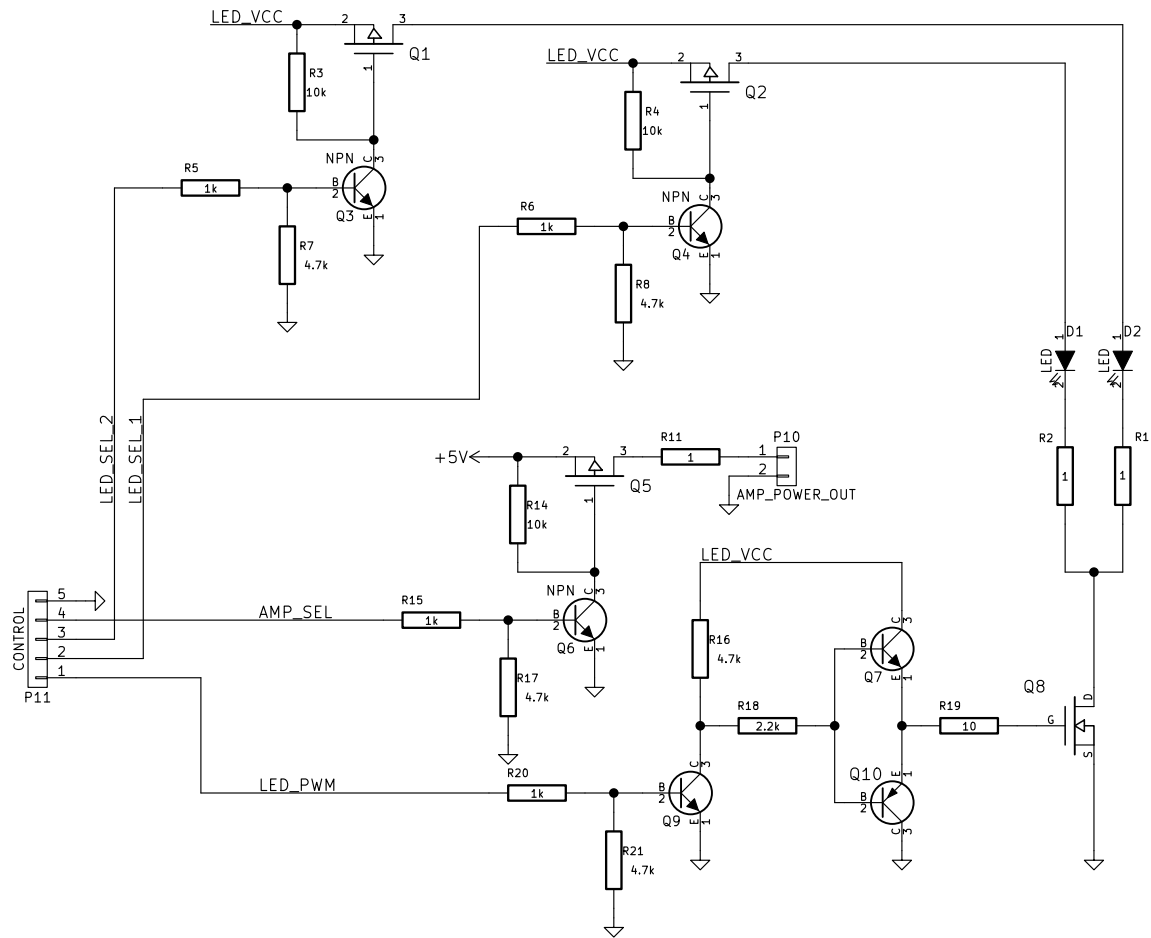 LED_VCC
2
3
Q1
1
R3
10k
LED_VCC
2
3
Q2
1
R4
10k
NPN
C
3
R5
1k
B
2
Q3
E
1
R7
4.7k
NPN
C
3
R6
1k
B
2
Q4
E
1
R8
4.7k
1
D1
LED
2
1
D2
LED
2
LED_SEL_2
LED_SEL_1
R2
1
R1
1
+5V
2
3
Q5
1
R11
1
P10
1
2
AMP_POWER_OUT
R14
10k
LED_VCC
NPN
C
3
CONTROL
5
4
3
2
1
P11
AMP_SEL
R15
1k
B
2
Q6
E
1
R17
4.7k
R16
4.7k
C
3
B
2
Q7
E
1
R18
2.2k
R19
10
Q8
G
D
S
LED_PWM
R20
1k
C
3
B
2
Q9
E
1
Q10
E
1
B
2
C
3
R21
4.7k